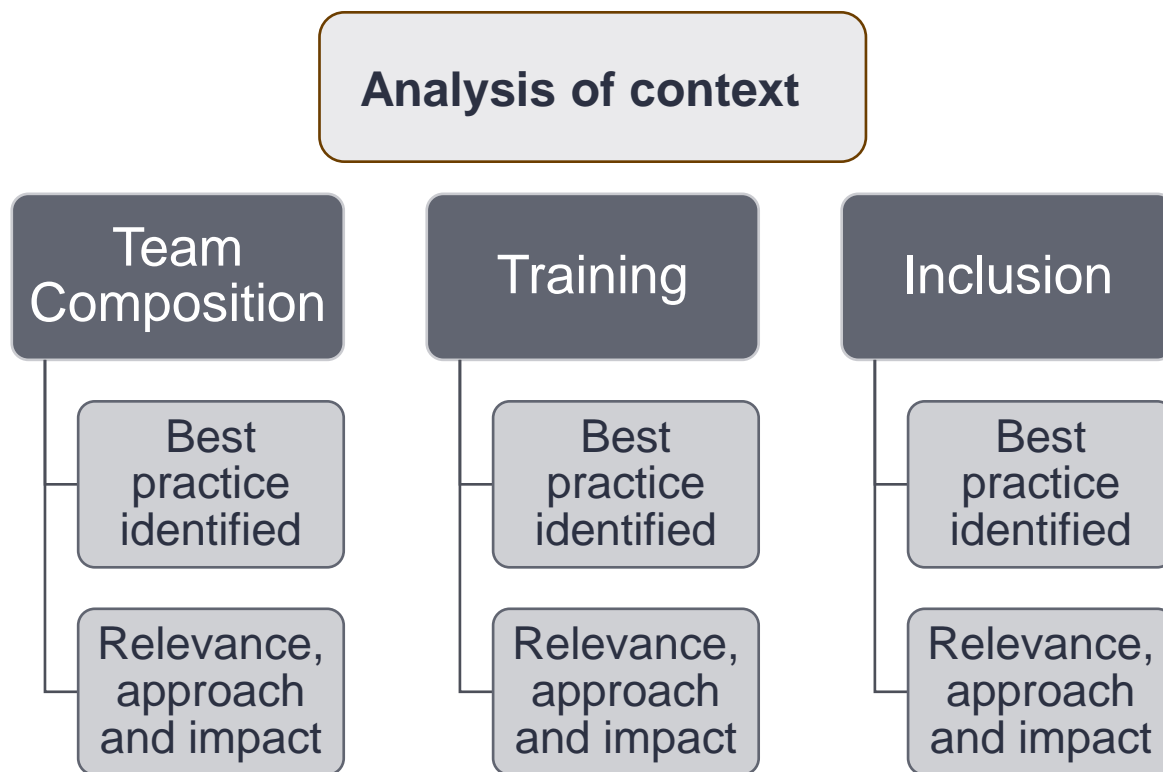 Analysis of context
Team
Composition
Best
practice
identified
Relevance,
approach
and impact
Training
Best
practice
identified
Relevance,
approach
and impact
Inclusion
Best
practice
identified
Relevance,
approach
and impact